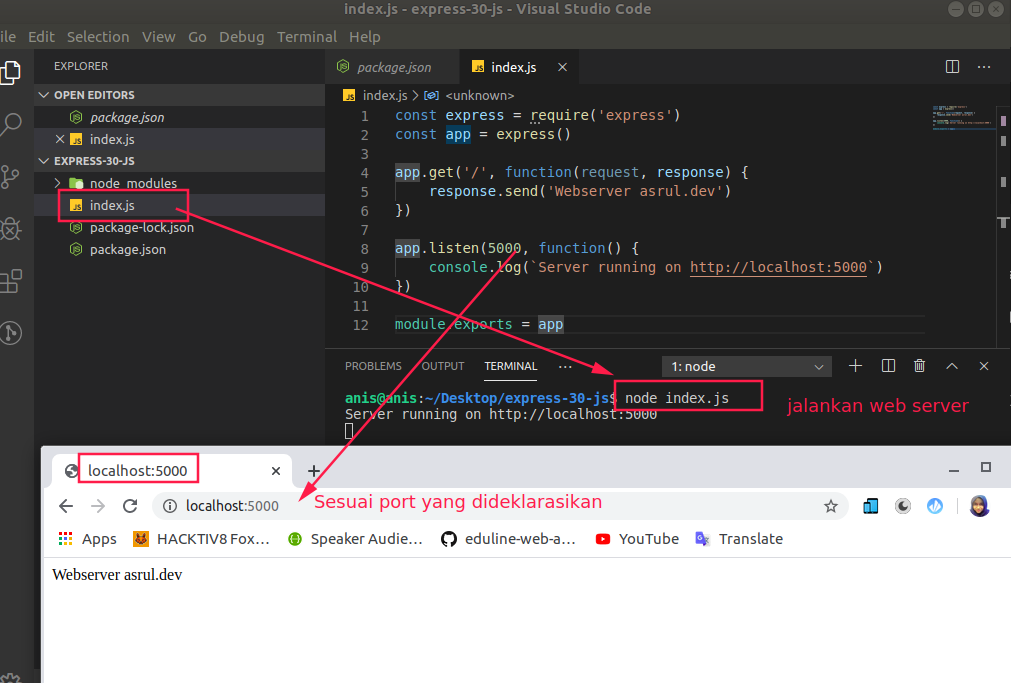 index.js - express-30-js - Visual Studio Code
ile Edit Selection View Go Debug Terminal Help
EXPLORER
OPEN EDITORS
package.json
index.js
EXPRESS-30-JS
node_modules
index.js
package-lock.json
package.json
package.json
index.js
index.js > <unknown>
1 const express = require('express')
2 const app = express()
3
4 app.get('/', function(request, response) {
5 response.send('Webserver asrul.dev')
6 })
7
8 app.listen(5000, function() {
9 console.log(`Server running on http://localhost:5000`)
10 })
11
12 module.exports = app
PROBLEMS OUTPUT TERMINAL ... 1: node
anis@anis:~/Desktop/express-30-js$ node index.js
Server running on http://localhost:5000
jalankan web server
localhost:5000
localhost:5000
Sesuai port yang dideklarasikan
Apps HACKTIV8 Fox... Speaker Audie... eduline-web-a... YouTube Translate
Webserver asrul.dev